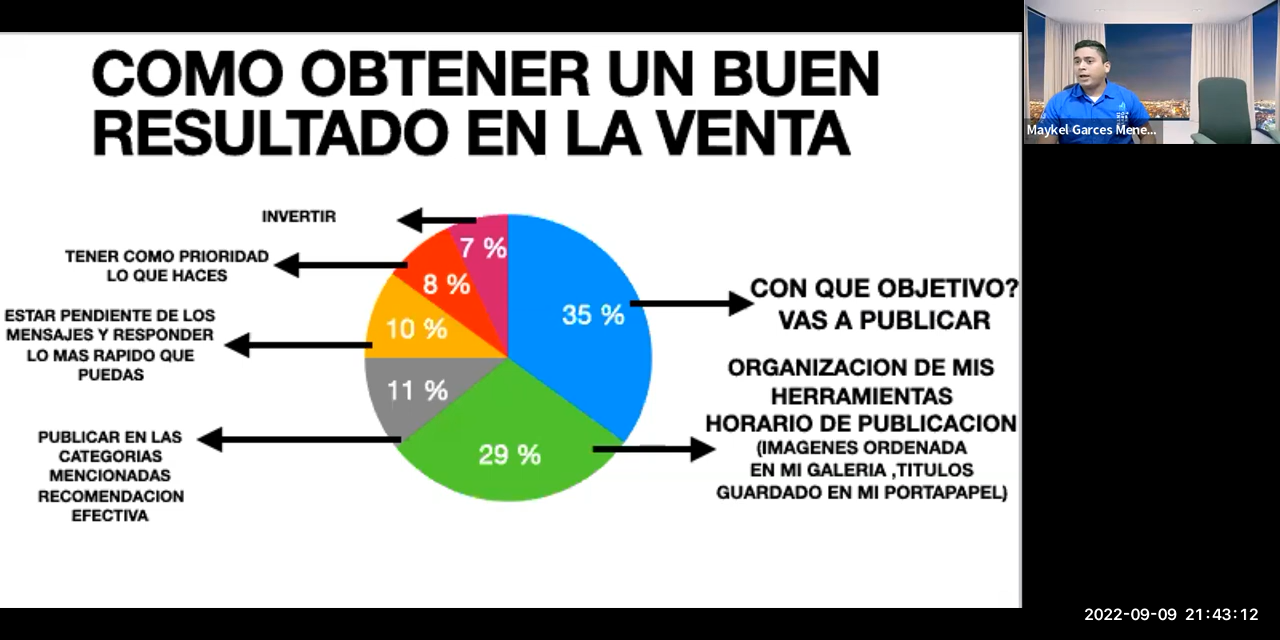 COMO OBTENER UN BUEN
RESULTADO EN LA VENTA
INVERTIR
TENER COMO PRIORIDAD
LO QUE HACES
ESTAR PENDIENTE DE LOS
MENSAJES Y RESPONDER
LO MAS RAPIDO QUE
PUEDAS
PUBLICAR EN LAS
CATEGORIAS
MENCIONADAS
RECOMENDACION
EFECTIVA
7 %
8 %
10 %
11 %
29 %
35 %
CON QUE OBJETIVO?
VAS A PUBLICAR
ORGANIZACION DE MIS
HERRAMIENTAS
HORARIO DE PUBLICACION
(IMAGENES ORDENADA
EN MI GALERIA ,TITULOS
GUARDADO EN MI PORTAPAPEL)
Maykel Garces Mene...
2022-09-09 21:43:12